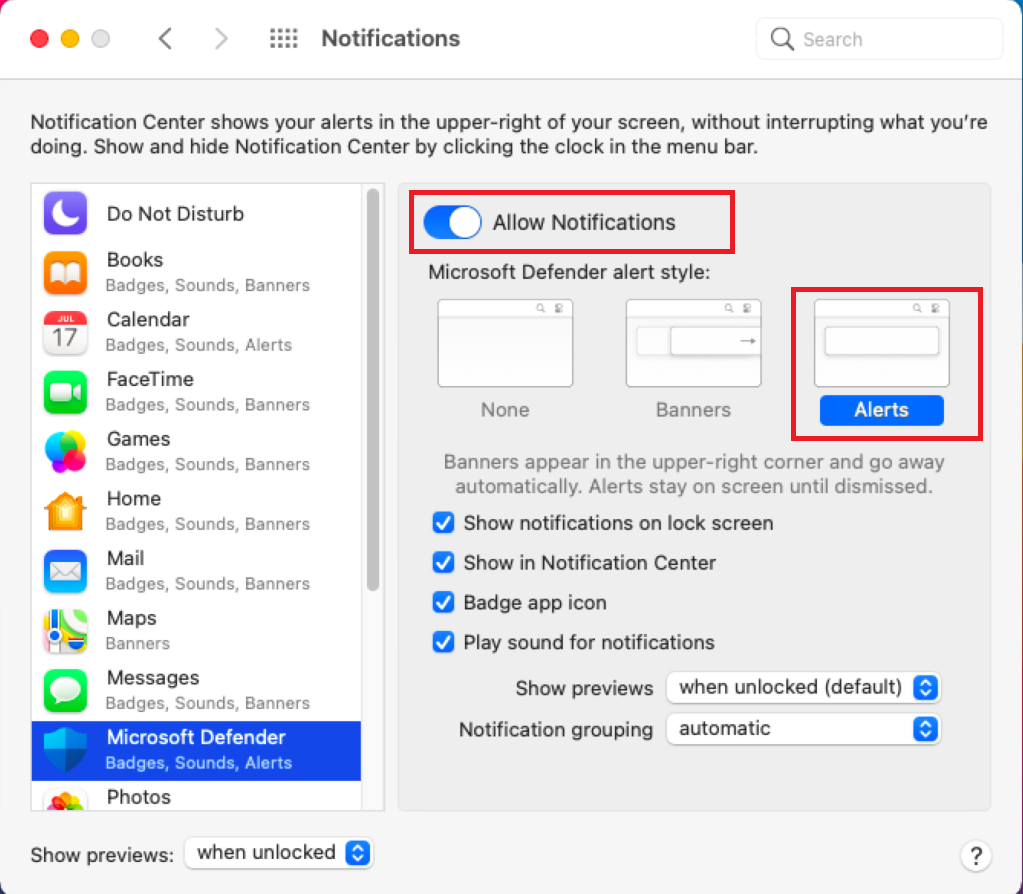 Notifications
Search
Notification Center shows your alerts in the upper-right of your screen, without interrupting what you're
doing. Show and hide Notification Center by clicking the clock in the menu bar.
Do Not Disturb
Books
Badges, Sounds, Banners
JUL
17
Calendar
Badges, Sounds, Alerts
FaceTime
Badges, Sounds, Banners
Games
Badges, Sounds, Banners
Home
Badges, Sounds, Banners
Mail
Badges, Sounds, Banners
Maps
Banners
Messages
Badges, Sounds, Banners
Microsoft Defender
Badges, Sounds, Alerts
Photos
Allow Notifications
Microsoft Defender alert style:
None
Banners
Alerts
Banners appear in the upper-right corner and go away
automatically. Alerts stay on screen until dismissed.
Show notifications on lock screen
Show in Notification Center
Badge app icon
Play sound for notifications
Show previews when unlocked (default)
Notification grouping automatic
Show previews: when unlocked
?